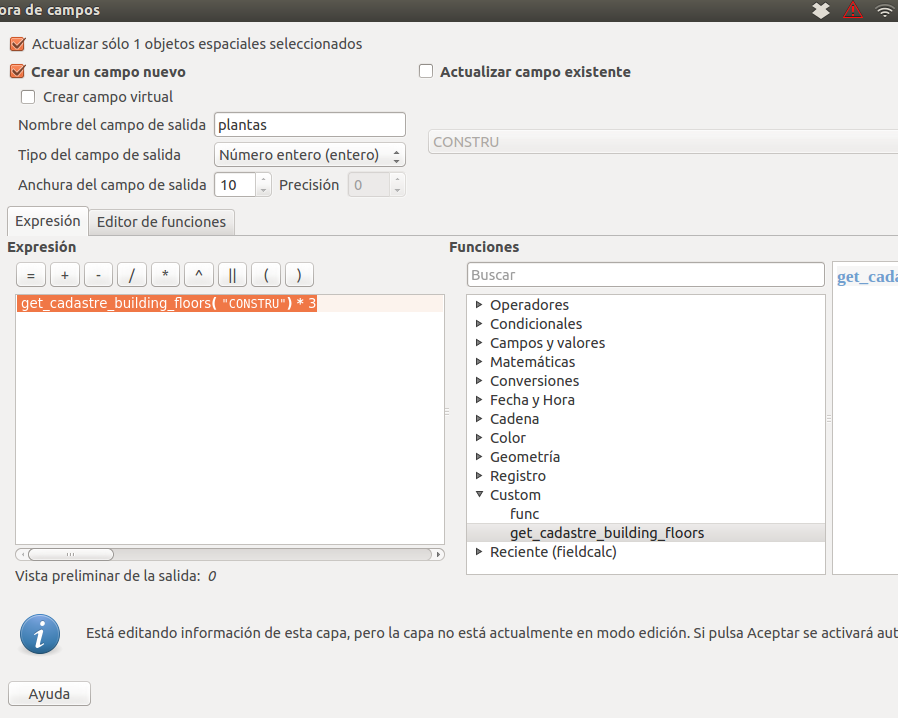 ora de campos
Actualizar sólo 1 objetos espaciales seleccionados
Crear un campo nuevo
Actualizar campo existente
Crear campo virtual
Nombre del campo de salida plantas
CONSTRU
Tipo del campo de salida Número entero (entero)
Anchura del campo de salida 10 Precisión 0
Expresión Editor de funciones
Expresión
= + - / * ^ || ( )
get_cadastre_building_floors( "CONSTRU") * 3
Vista preliminar de la salida: 0
Funciones
Buscar
Operadores
Condicionales
Campos y valores
Matemáticas
Conversiones
Fecha y Hora
Cadena
Color
Geometría
Registro
Custom
func
get_cadastre_building_floors
Reciente (fieldcalc)
get_cada
Está editando información de esta capa, pero la capa no está actualmente en modo edición. Si pulsa Aceptar se activará aut
Ayuda